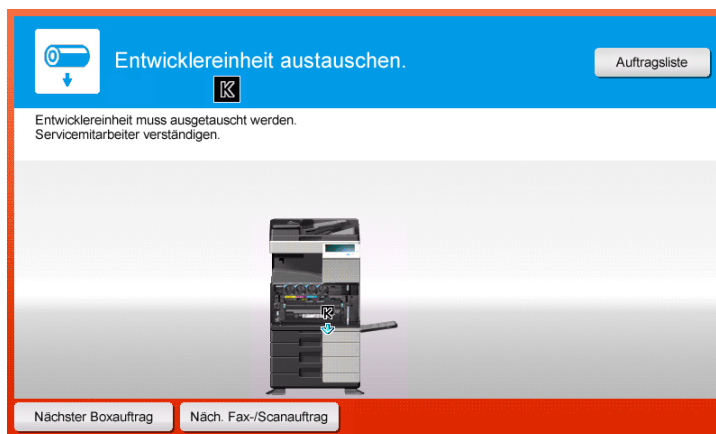 Entwicklereinheit austauschen.
Auftragsliste
K
Entwicklereinheit muss ausgetauscht werden.
Servicemitarbeiter verständigen.
K
Nächster Boxauftrag
Näch. Fax-/Scanauftrag